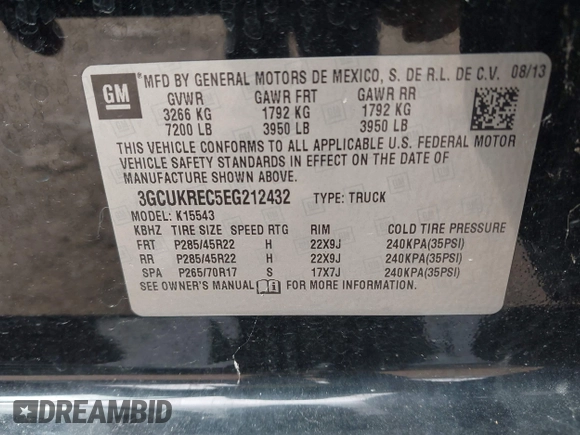 GM
*MFD BY GENERAL MOTORS DE MEXICO, S. DE R.L. DE C.V. 08/13
GVWR GAWR FRT GAWR RR
3266 KG 1792 KG 1792 KG
7200 LB 3950 LB 3950 LB
THIS VEHICLE CONFORMS TO ALL APPLICABLE U.S. FEDERAL MOTOR
VEHICLE SAFETY STANDARDS IN EFFECT ON THE DATE OF
MANUFACTURE SHOWN ABOVE.
3GCUKREC5EG212432 TYPE: TRUCK
MODEL: K15543
KBHZ TIRE SIZE SPEED RTG RIM COLD TIRE PRESSURE
FRT P285/45R22 H 22X9J 240KPA(35PSI)
RR P285/45R22 H 22X9J 240KPA(35PSI)
SPA P265/70R17 S 17X7J 240KPA(35PSI)
SEE OWNER'S MANUAL FOR MORE INFORMATION.
DREAMBID